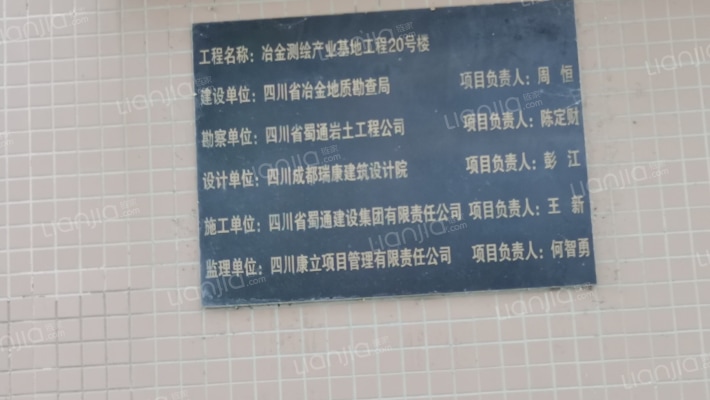 工程名称：冶金测绘产业基地工程20号楼
建设单位：四川省冶金地质勘查局 项目负责人：周 恒
勘察单位：四川省蜀通岩土工程公司 项目负责人：陈定财
设计单位：四川成都瑞康建筑设计院 项目负责人：彭 江
施工单位：四川省蜀通建设集团有限责任公司 项目负责人：王 新
监理单位：四川康立项目管理有限责任公司 项目负责人：何智勇